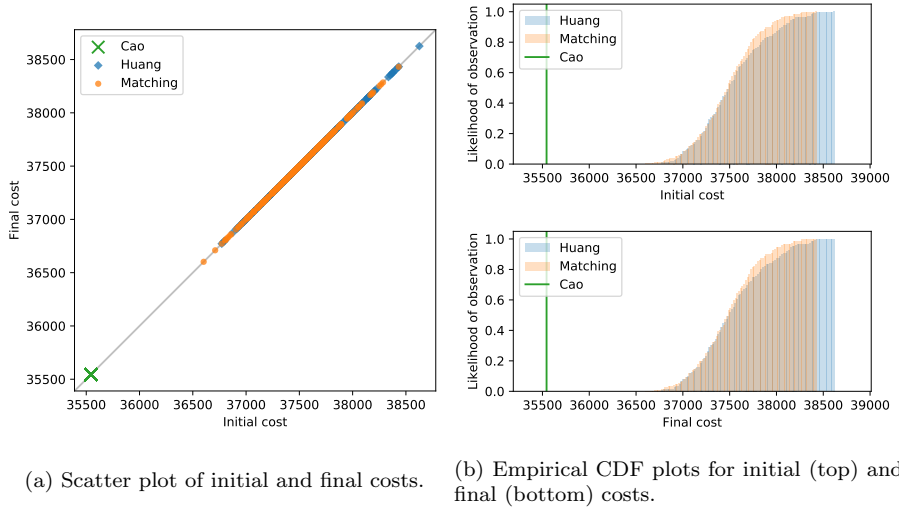 Cao
Huang
Matching
38500
38000
37500
37000
36500
36000
35500
Final cost
35500 36000 36500 37000 37500 38000 38500
Initial cost
(a) Scatter plot of initial and final costs.
1.0
0.8
0.6
0.4
0.2
0.0
Likelihood of observation
Huang
Matching
Cao
35500 36000 36500 37000 37500 38000 38500 39000
Initial cost
1.0
0.8
0.6
0.4
0.2
0.0
Likelihood of observation
Huang
Matching
Cao
35500 36000 36500 37000 37500 38000 38500 39000
Final cost
(b) Empirical CDF plots for initial (top) and
final (bottom) costs.